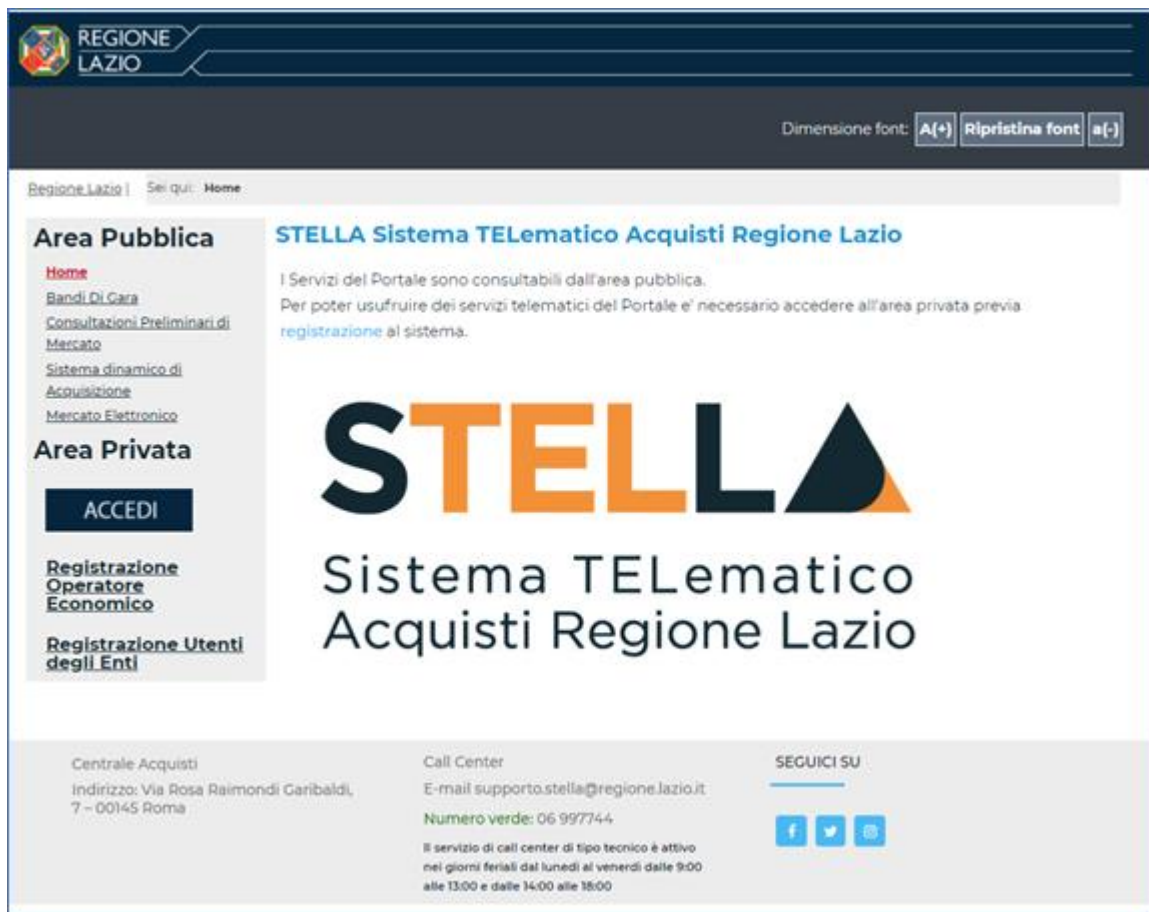 REGIONE
LAZIO
Dimensione font: A(+) Ripristina font a(-)
Regione Lazio | Sei qui: Home
Area Pubblica
Home
Bandi Di Gara
Consultazioni Preliminari di
Mercato
Sistema dinamico di
Acquisizione
Mercato Elettronico
Area Privata
ACCEDI
Registrazione
Operatore
Economico
Registrazione Utenti
degli Enti
STELLA Sistema TELematico Acquisti Regione Lazio
I Servizi del Portale sono consultabili dall'area pubblica.
Per poter usufruire dei servizi telematici del Portale e' necessario accedere all'area privata previa
registrazione al sistema.
STELLA
Sistema TELematico
Acquisti Regione Lazio
Centrale Acquisti
Indirizzo: Via Rosa Raimondi Garibaldi,
7 – 00145 Roma
Call Center
E-mail supporto.stella@regione.lazio.it
Numero verde: 06 997744
Il servizio di call center di tipo tecnico è attivo
nei giorni feriali dal lunedì al venerdì dalle 9:00
alle 13:00 e dalle 14:00 alle 18:00
SEGUICI SU